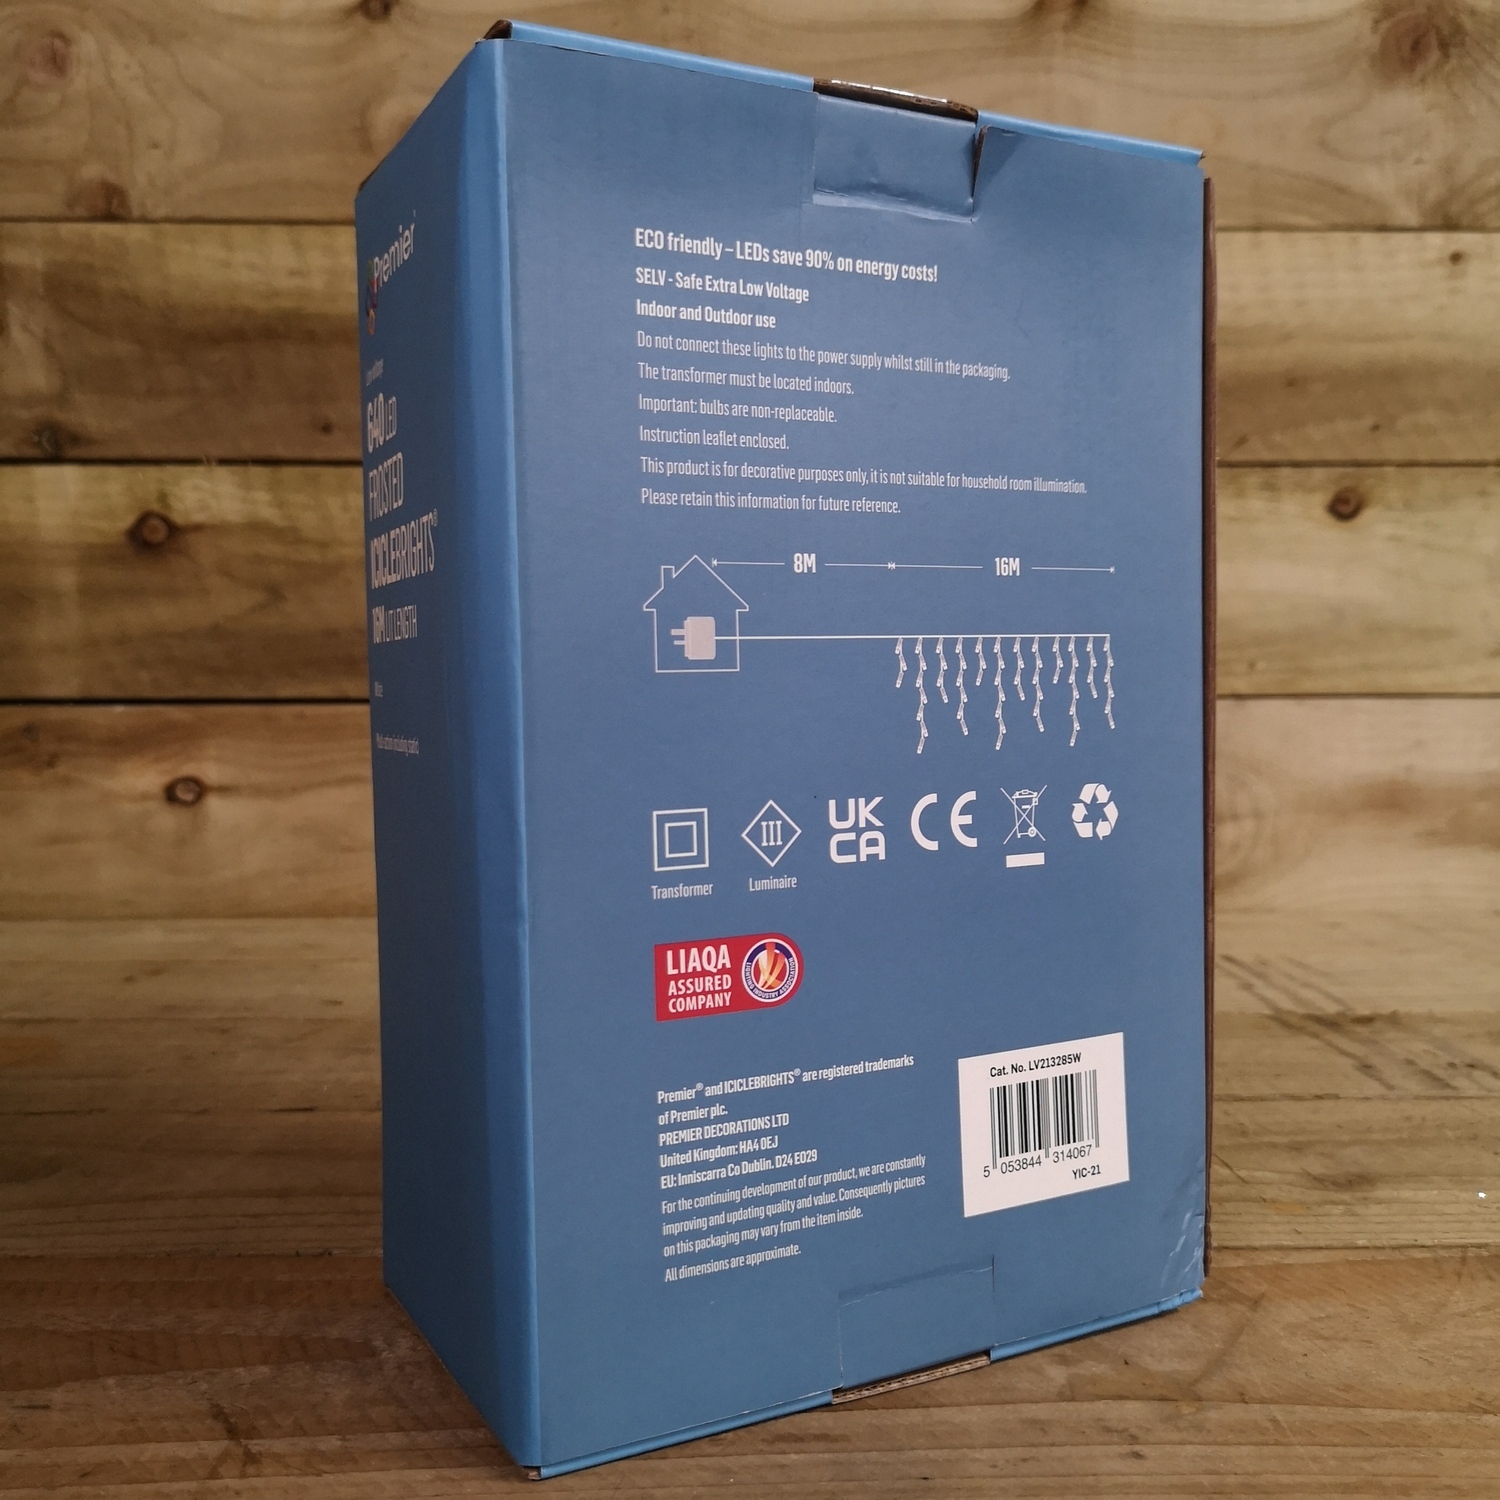 Premier
640 LED
FROSTED
ICICLEBRIGHTS®
16M LIT LENGTH
ECO friendly – LEDs save 90% on energy costs!
SELV - Safe Extra Low Voltage
Indoor and Outdoor use
Do not connect these lights to the power supply whilst still in the packaging.
The transformer must be located indoors.
Important: bulbs are non-replaceable.
Instruction leaflet enclosed.
This product is for decorative purposes only, it is not suitable for household room illumination.
Please retain this information for future reference.
8M 16M
III
UK
CA
CE
Transformer Luminaire
LIAQA
ASSURED
COMPANY
LIGHTING INDUSTRY ASSOCIATION
Premier® and ICICLEBRIGHTS® are registered trademarks
of Premier plc.
PREMIER DECORATIONS LTD
United Kingdom: HA4 0EJ
EU: Inniscarra Co Dublin. D24 E029
For the continuing development of our product, we are constantly
improving and updating quality and value. Consequently pictures
on this packaging may vary from the item inside.
All dimensions are approximate.
Cat. No. LV213285W
5 053844 314067
YIC-21